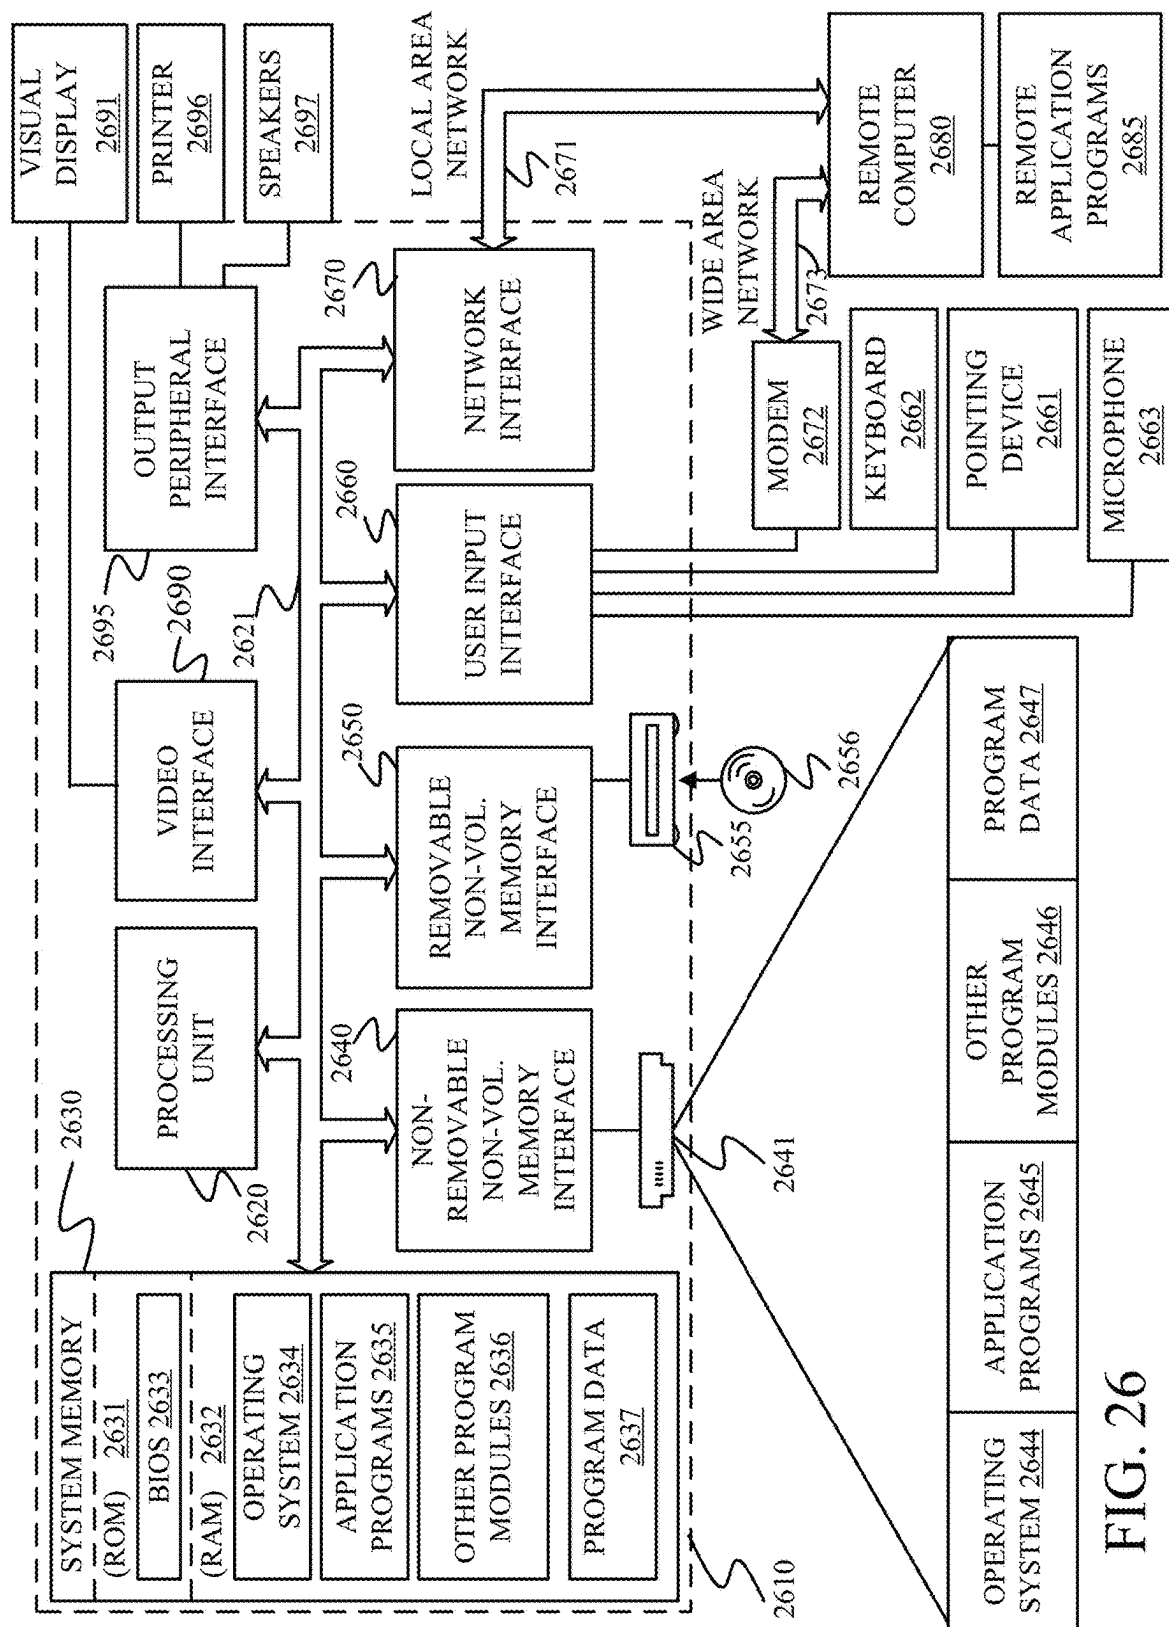 SYSTEM MEMORY
(ROM) 2631
BIOS 2633
(RAM) 2632
OPERATING
SYSTEM 2634
APPLICATION
PROGRAMS 2635
OTHER PROGRAM
MODULES 2636
PROGRAM DATA
2637
2630
2610
PROCESSING
UNIT
2620
VIDEO
INTERFACE
2690
OUTPUT
PERIPHERAL
INTERFACE
2695
2621
VISUAL
DISPLAY
2691
PRINTER
2696
SPEAKERS
2697
NON-
REMOVABLE
NON-VOL.
MEMORY
INTERFACE
2640
REMOVABLE
NON-VOL.
MEMORY
INTERFACE
2650
USER INPUT
INTERFACE
2660
NETWORK
INTERFACE
2670
LOCAL AREA
NETWORK
2671
2641
2655
2656
WIDE AREA
NETWORK
2673
MODEM
2672
KEYBOARD
2662
POINTING
DEVICE
2661
MICROPHONE
2663
REMOTE
COMPUTER
2680
REMOTE
APPLICATION
PROGRAMS
2685
OPERATING
SYSTEM 2644
APPLICATION
PROGRAMS 2645
OTHER
PROGRAM
MODULES 2646
PROGRAM
DATA 2647
FIG. 26